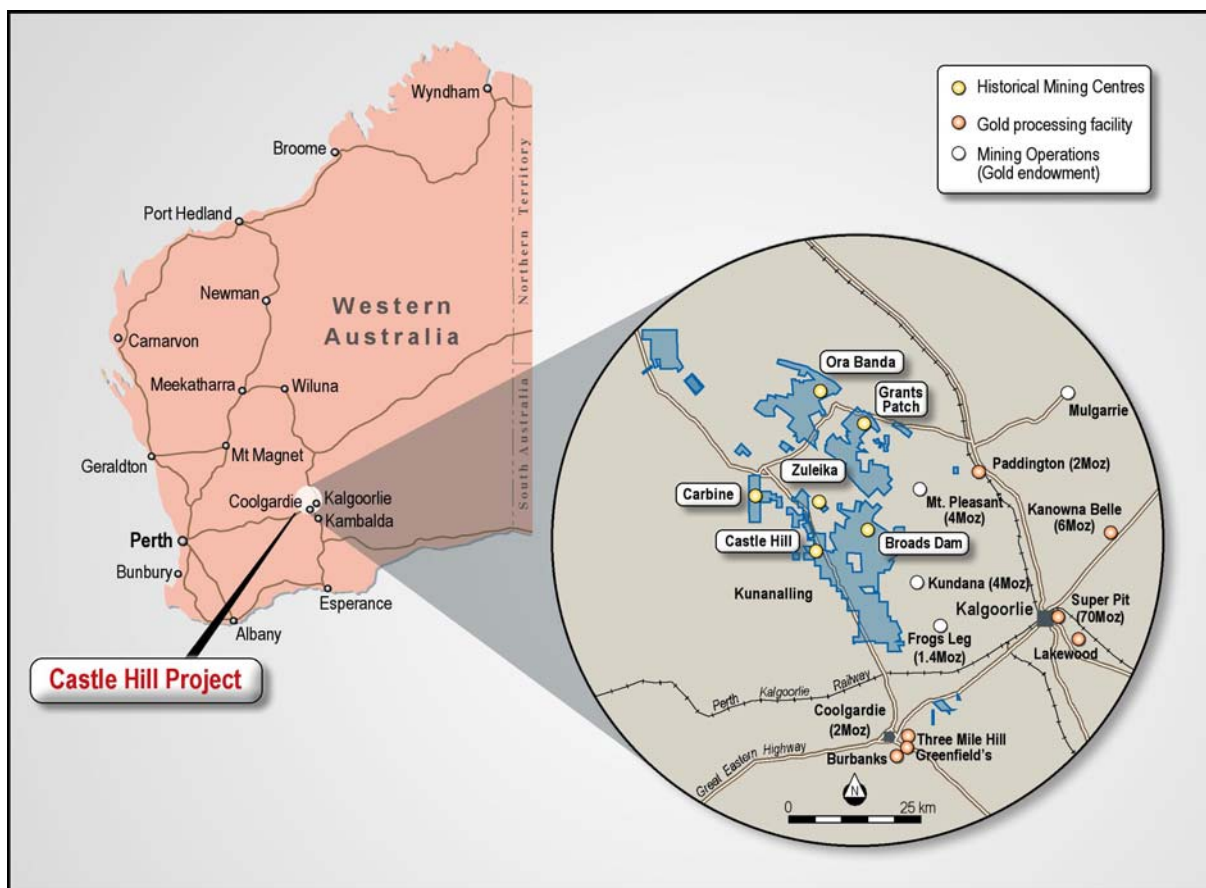 Wyndham
Broome
Port Hedland
Newman
Western
Australia
Northern Territory
South Australia
Carnarvon
Meekatharra
Wiluna
Mt Magnet
Geraldton
Coolgardie
Kalgoorlie
Kambalda
Perth
Bunbury
Esperance
Albany
Castle Hill Project
Historical Mining Centres
Gold processing facility
Mining Operations
(Gold endowment)
Ora Banda
Grants
Patch
Mulgarrie
Zuleika
Paddington (2Moz)
Carbine
Mt. Pleasant
(4Moz)
Kanowna Belle
(6Moz)
Castle Hill
Broads Dam
Kunanalling
Kundana (4Moz)
Kalgoorlie
Super Pit
(70Moz)
Frogs Leg
(1.4Moz)
Lakewood
Perth Kalgoorlie Railway
Coolgardie
(2Moz)
Three Mile Hill
Greenfield's
Burbanks
Great Eastern Highway
N
0 25 km